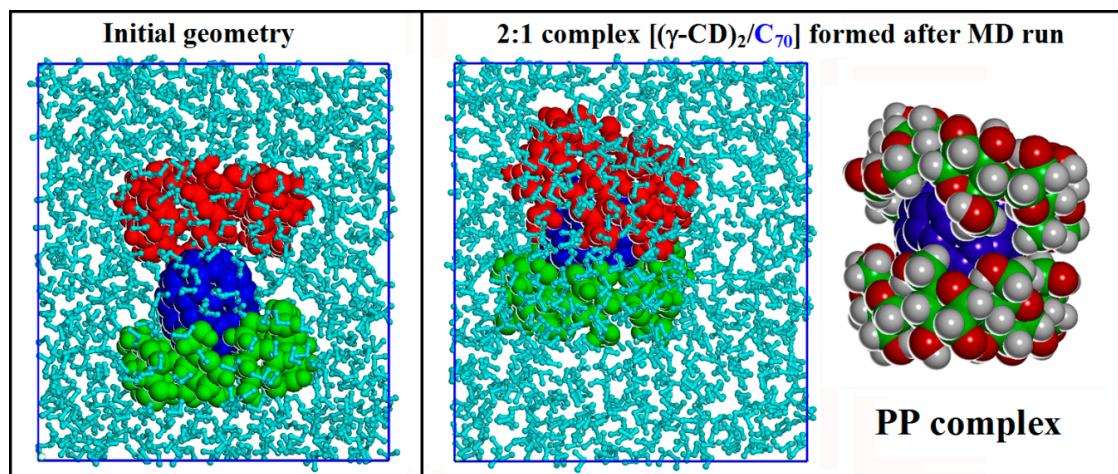 Initial geometry
2:1 complex [(γ-CD)₂/C₇₀] formed after MD run
PP complex